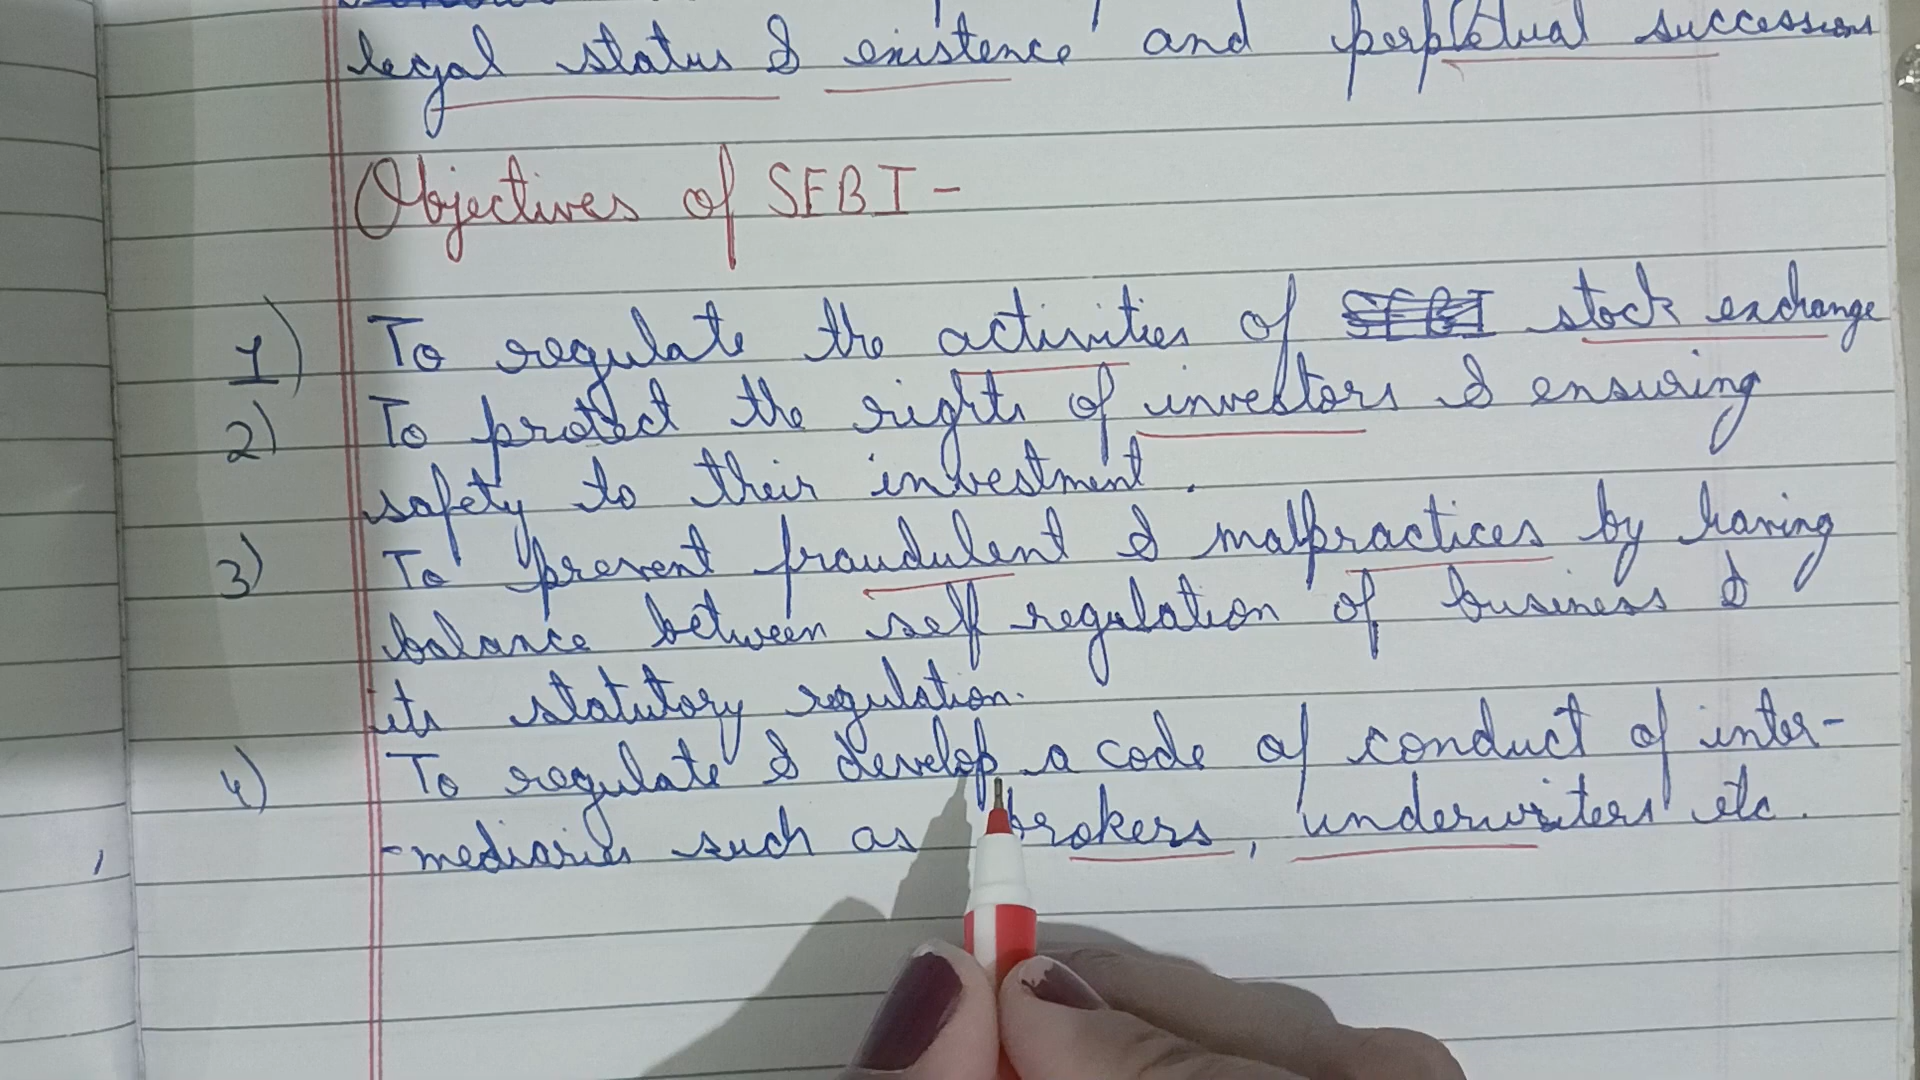 legal status & existence and perpetual succession
Objectives of SEBI -
1) To regulate the activities of SEBI stock exchange
2) To protect the rights of investors & ensuring
safety to their investment.
3) To prevent fraudulent & malpractices by having
balance between self regulation of business &
its statutory regulation.
4) To regulate & develop a code of conduct of inter-
-mediaries such as brokers, underwriters etc.